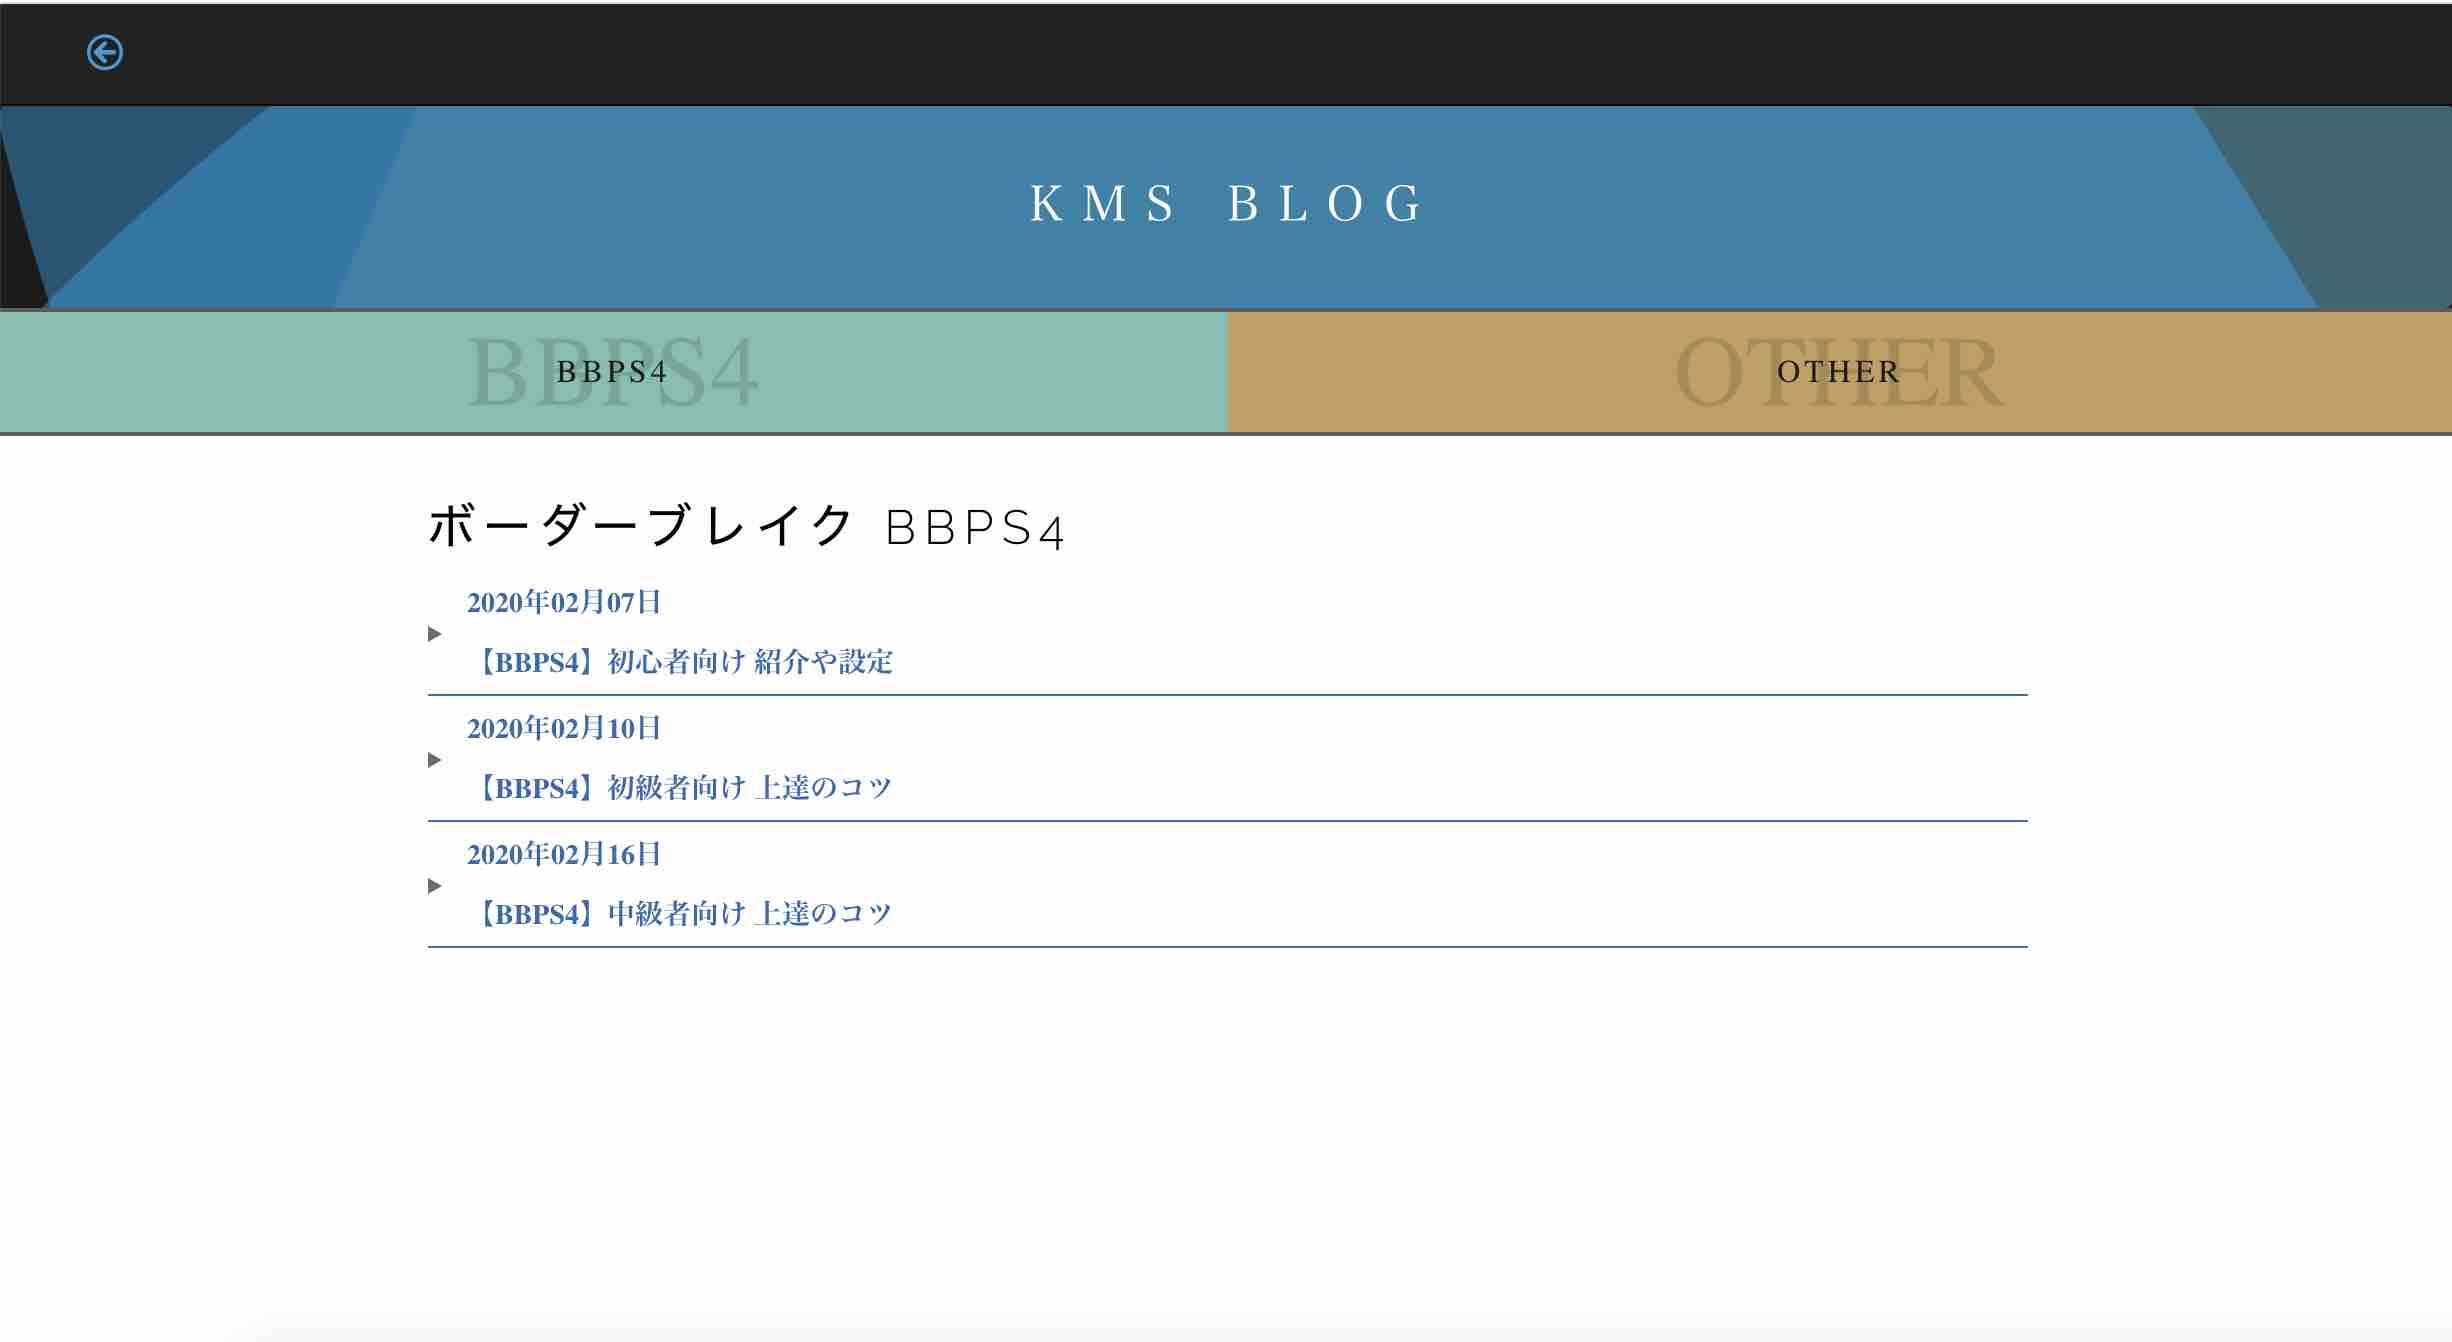 KMS BLOG
BBPS4
BBPS4
OTHER
OTHER
ボーダーブレイク BBPS4
2020年02月07日
【BBPS4】初心者向け 紹介や設定
2020年02月10日
【BBPS4】初級者向け 上達のコツ
2020年02月16日
【BBPS4】中級者向け 上達のコツ